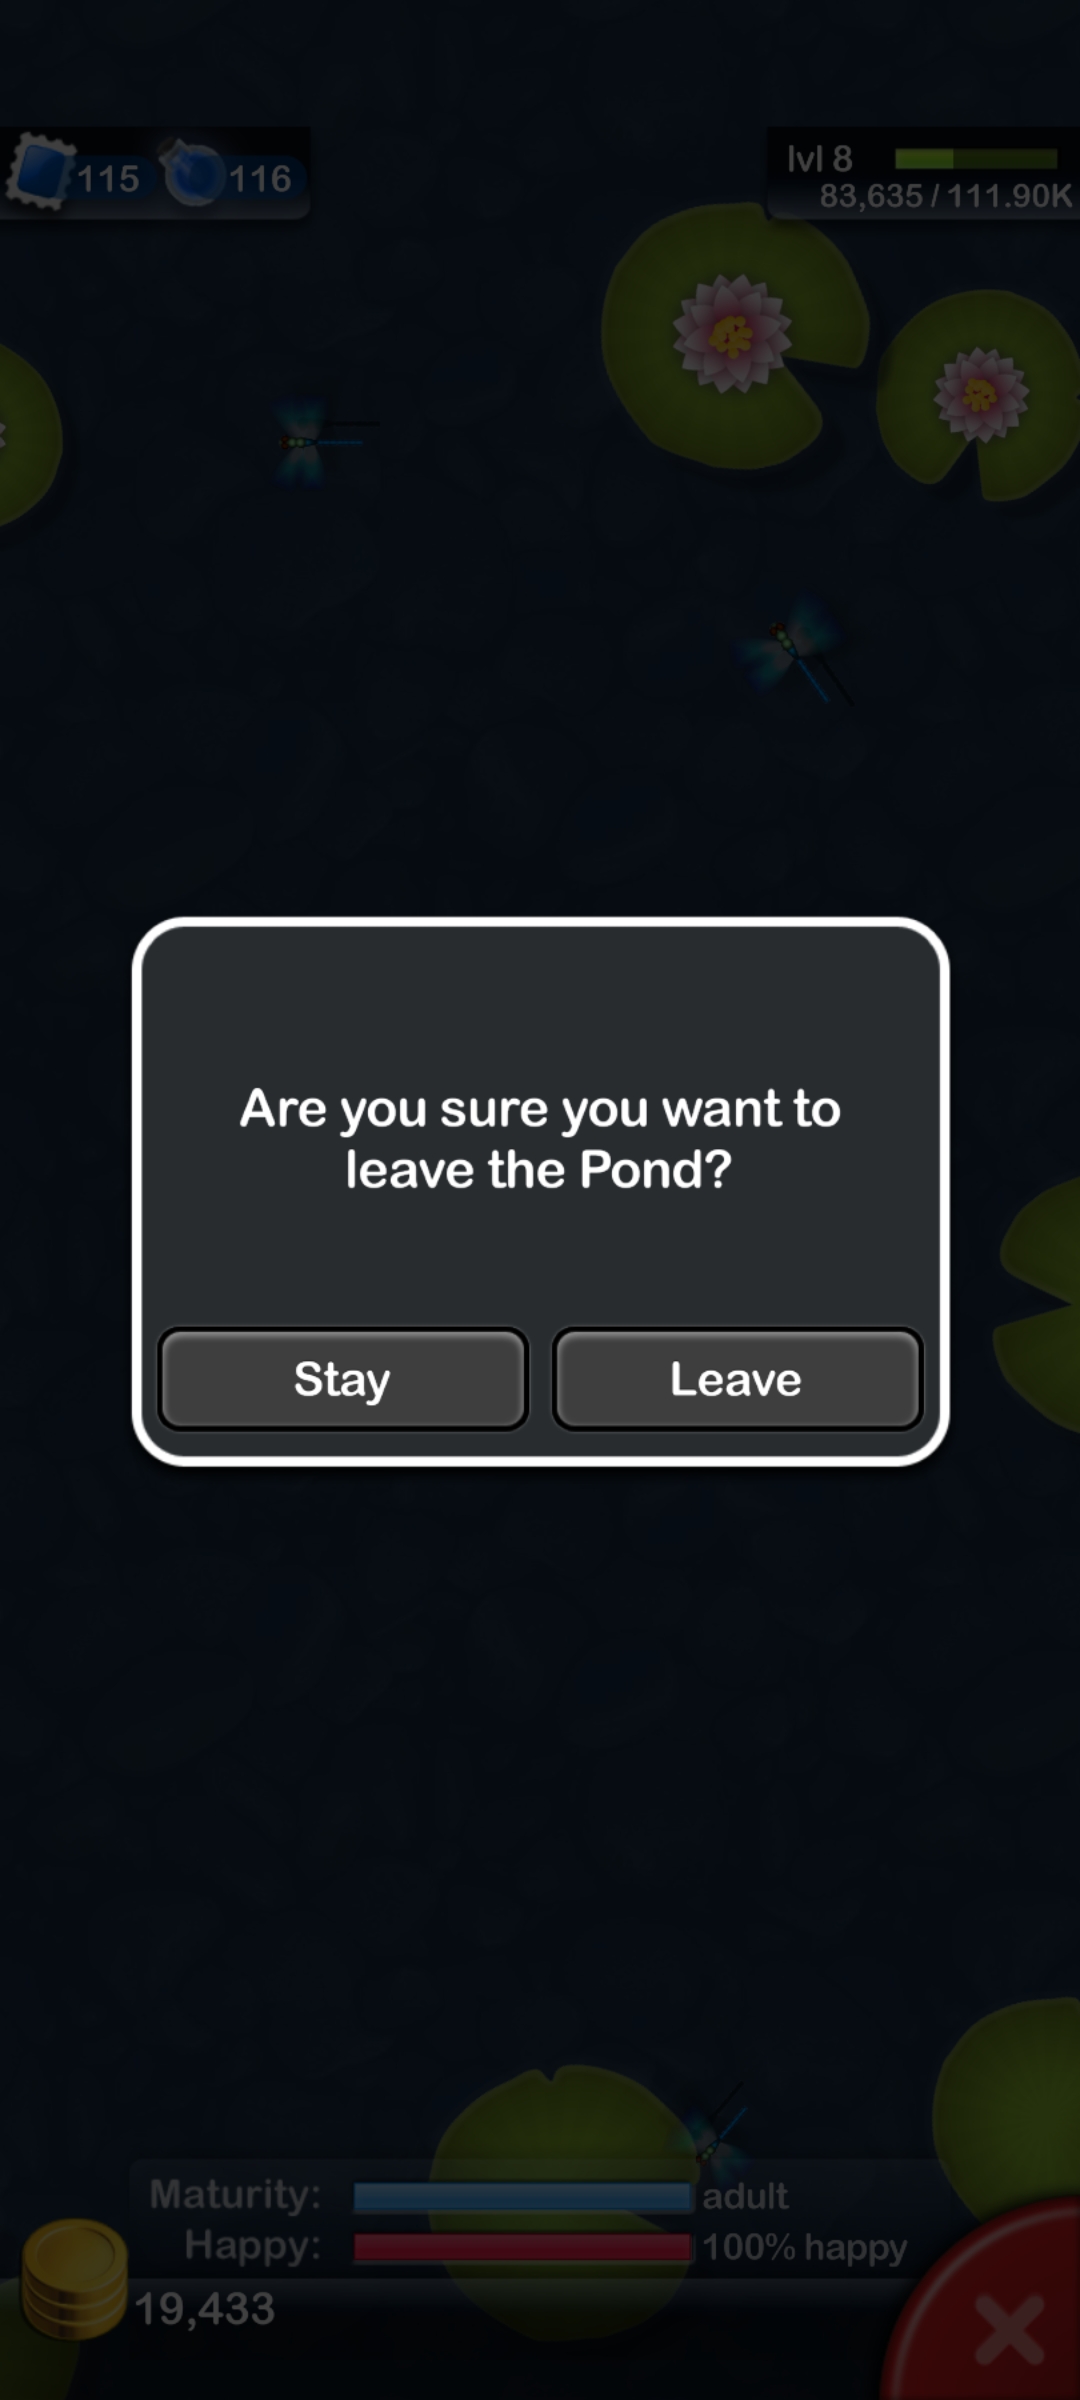 115 116
lvl 8
83,635 / 111.90K
Are you sure you want to
leave the Pond?
Stay Leave
Maturity: adult
Happy: 100% happy
19,433